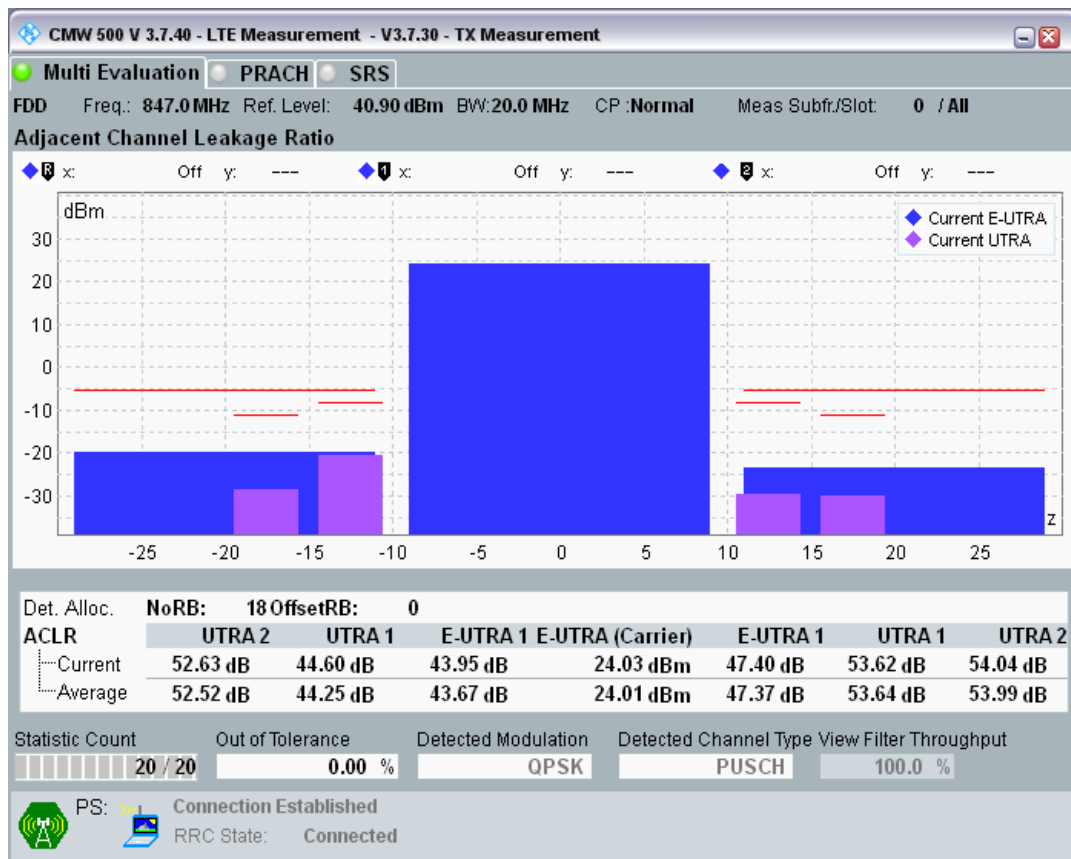 CMW 500 V 3.7.40 - LTE Measurement - V3.7.30 - TX Measurement
Multi Evaluation PRACH SRS
FDD Freq.: 847.0 MHz Ref. Level: 40.90 dBm BW:20.0 MHz CP :Normal Meas Subfr./Slot: 0 / All
Adjacent Channel Leakage Ratio
R x: Off y: --- 1 x: Off y: --- 2 x: Off y: ---
dBm
Current E-UTRA
Current UTRA
30
20
10
0
-10
-20
-30
z
-25 -20 -15 -10 -5 0 5 10 15 20 25
Det. Alloc. NoRB: 18 OffsetRB: 0
ACLR UTRA 2 UTRA 1 E-UTRA 1 E-UTRA (Carrier) E-UTRA 1 UTRA 1 UTRA 2
Current 52.63 dB 44.60 dB 43.95 dB 24.03 dBm 47.40 dB 53.62 dB 54.04 dB
Average 52.52 dB 44.25 dB 43.67 dB 24.01 dBm 47.37 dB 53.64 dB 53.99 dB
Statistic Count Out of Tolerance Detected Modulation Detected Channel Type View Filter Throughput
20 / 20 0.00 % QPSK PUSCH 100.0 %
PS: Connection Established
RRC State: Connected